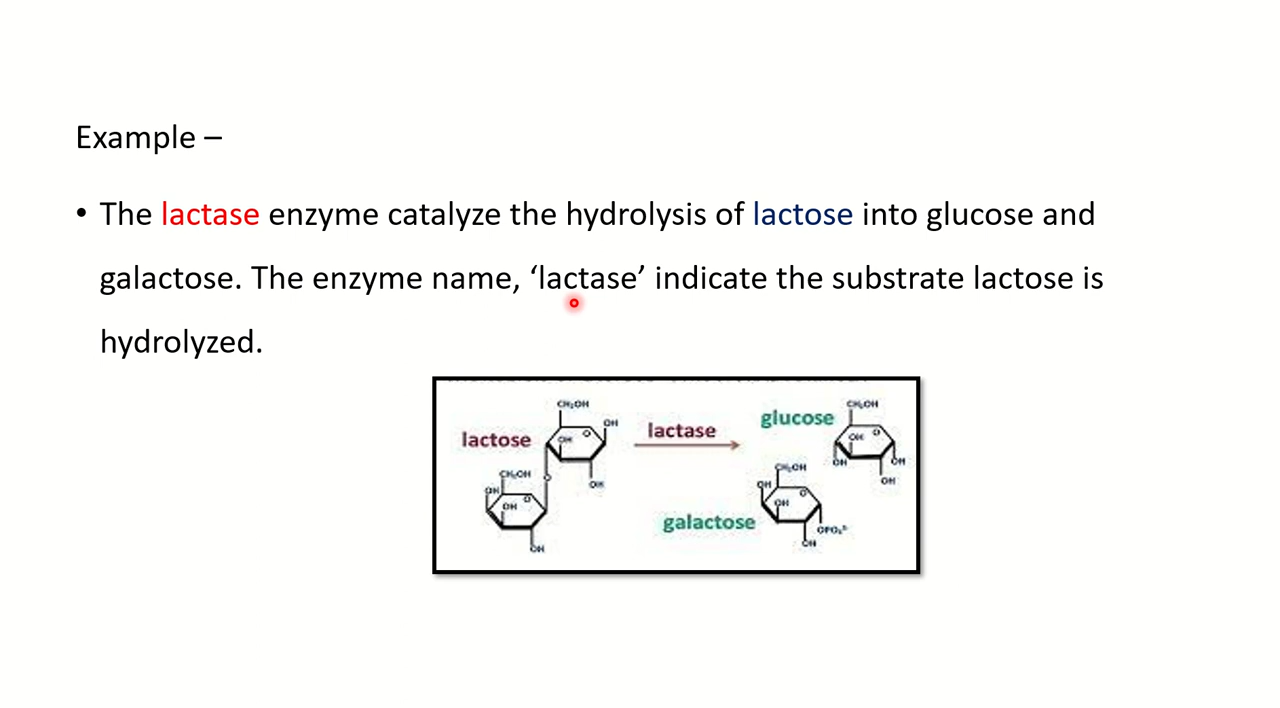 Example –
• The lactase enzyme catalyze the hydrolysis of lactose into glucose and
galactose. The enzyme name, ‘lactase’ indicate the substrate lactose is
hydrolyzed.
CH₂OH
OH
O
OH
OH
lactose
O
CH₂OH
OH
O
OH
OH
lactase
glucose
CH₂OH
O
OH
OH
OH
OH
galactose
CH₂OH
OH
O
OH
OH